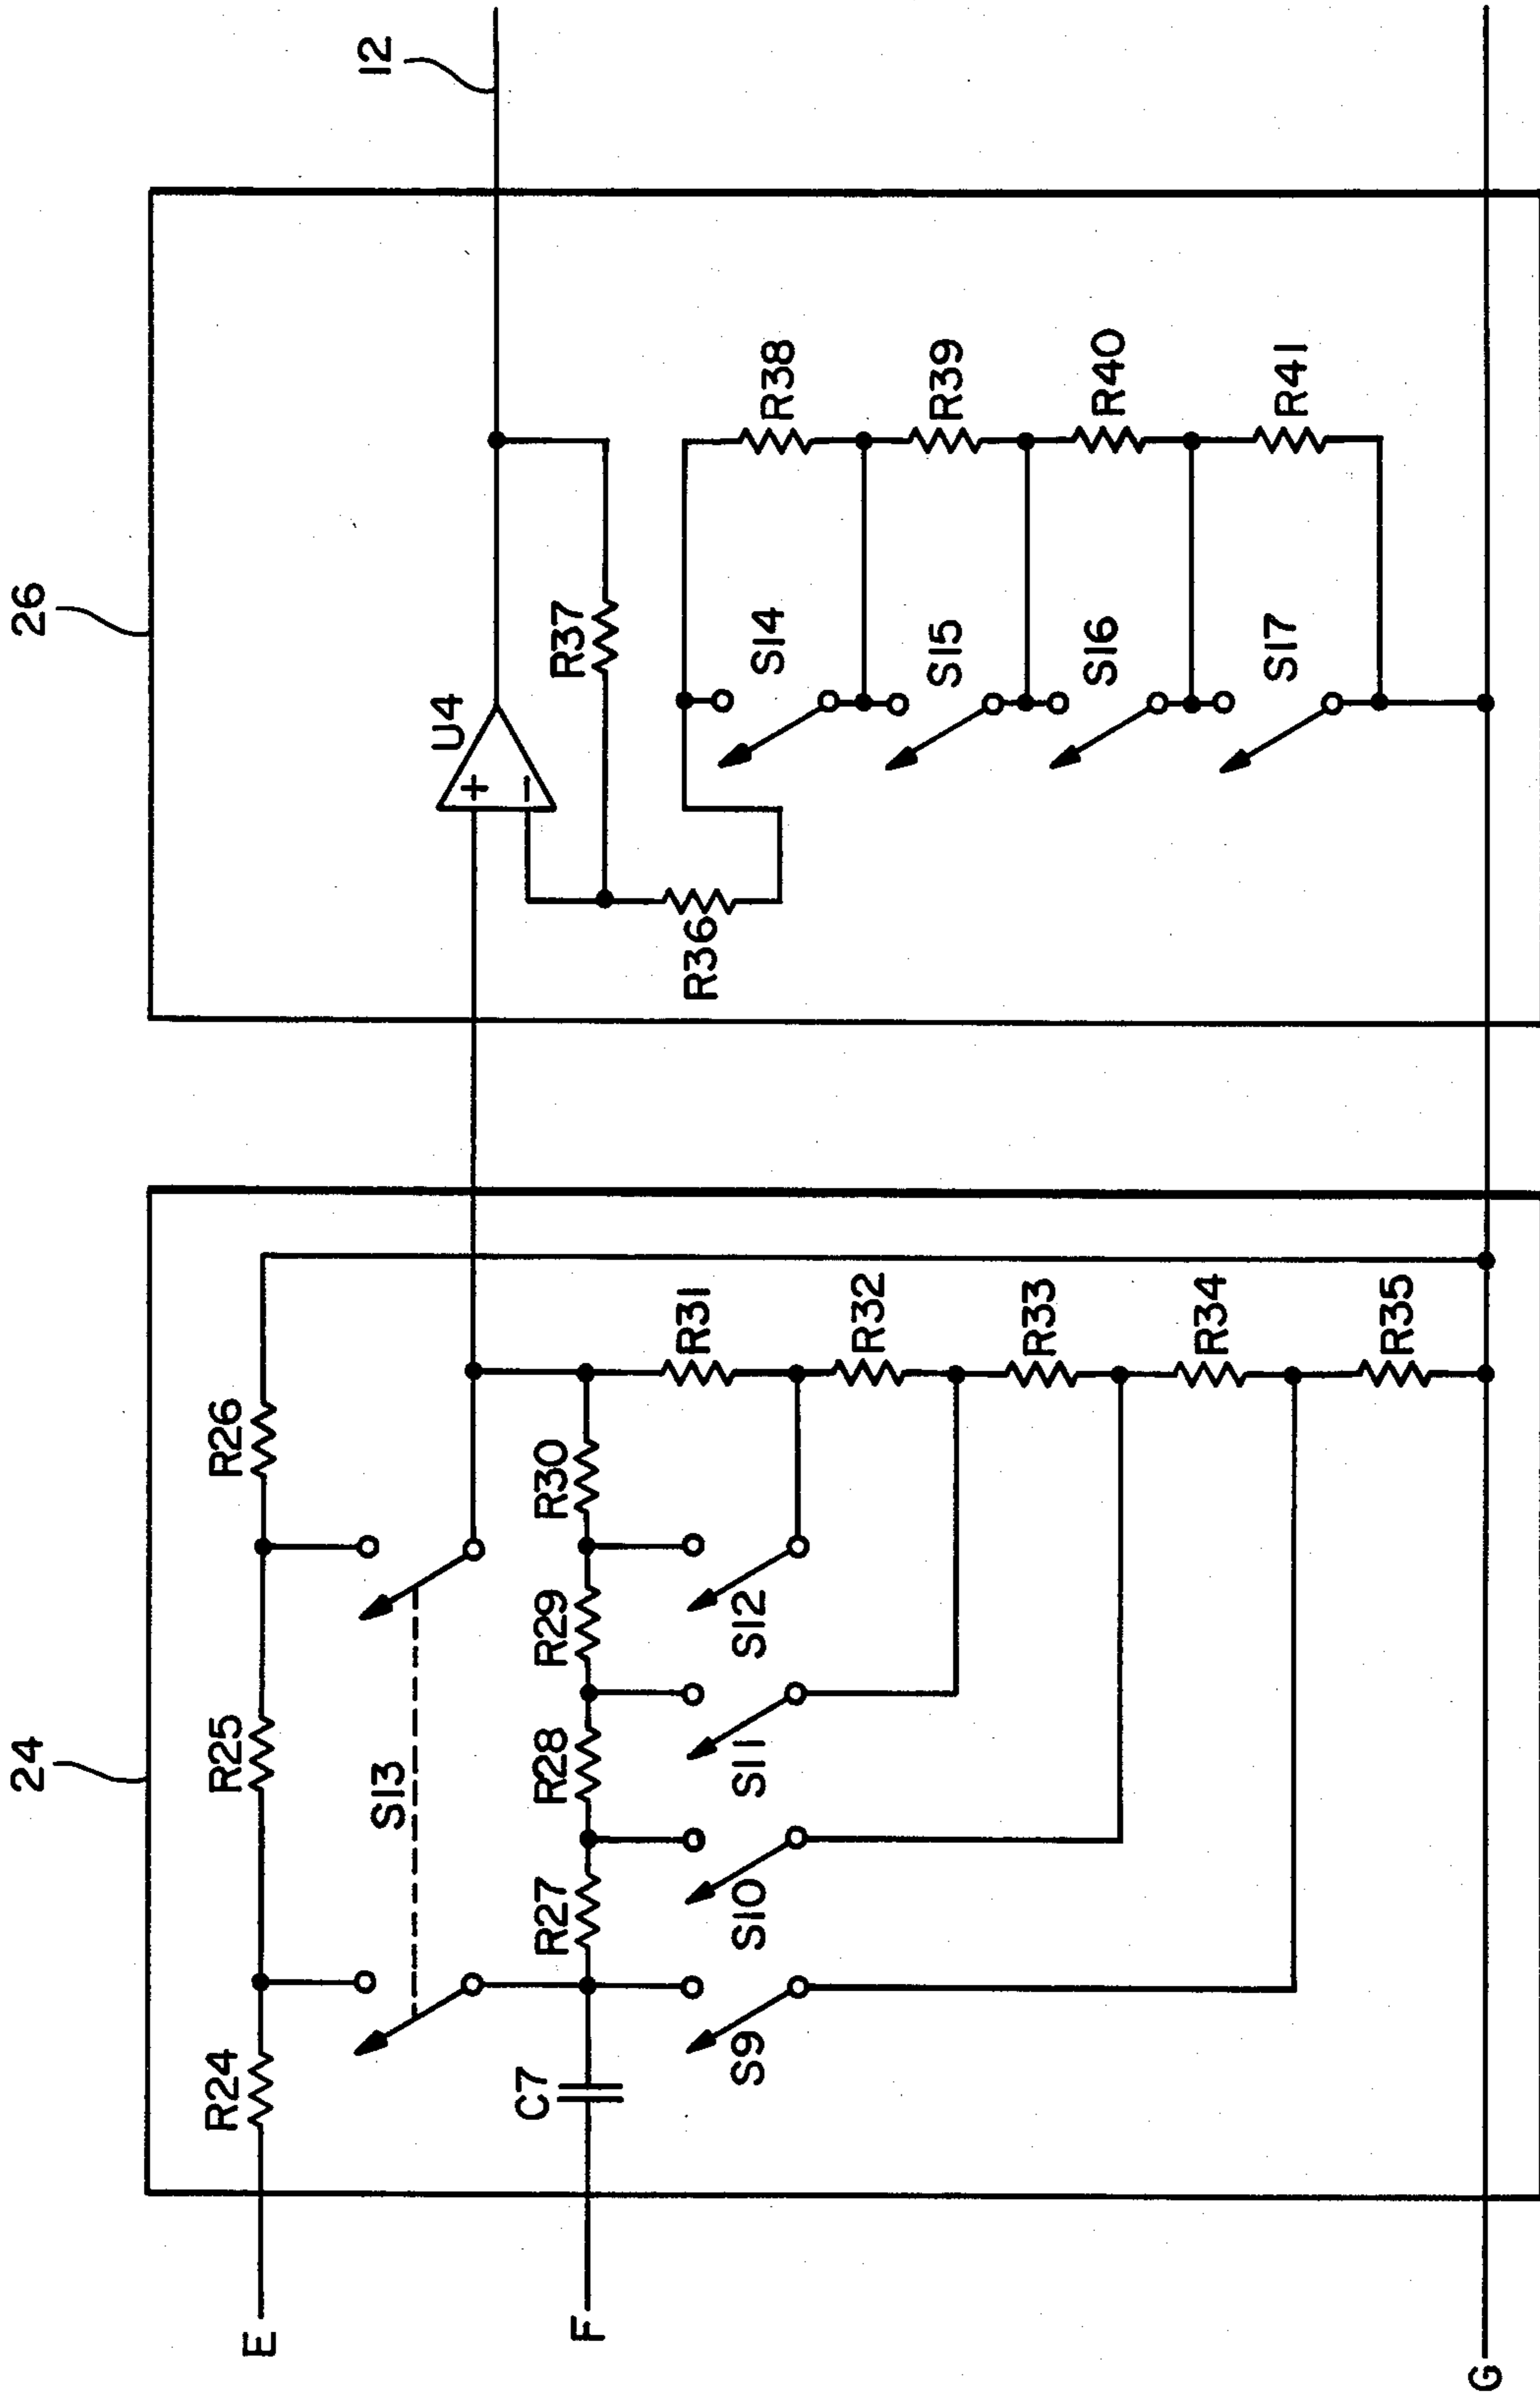 24
26
12
E
R24
R25
R26
S13
F
C7
R27
R28
R29
R30
S9
S10
S11
S12
R31
R32
R33
R34
R35
G
U4
+
−
R37
R36
S14
S15
S16
S17
R38
R39
R40
R41